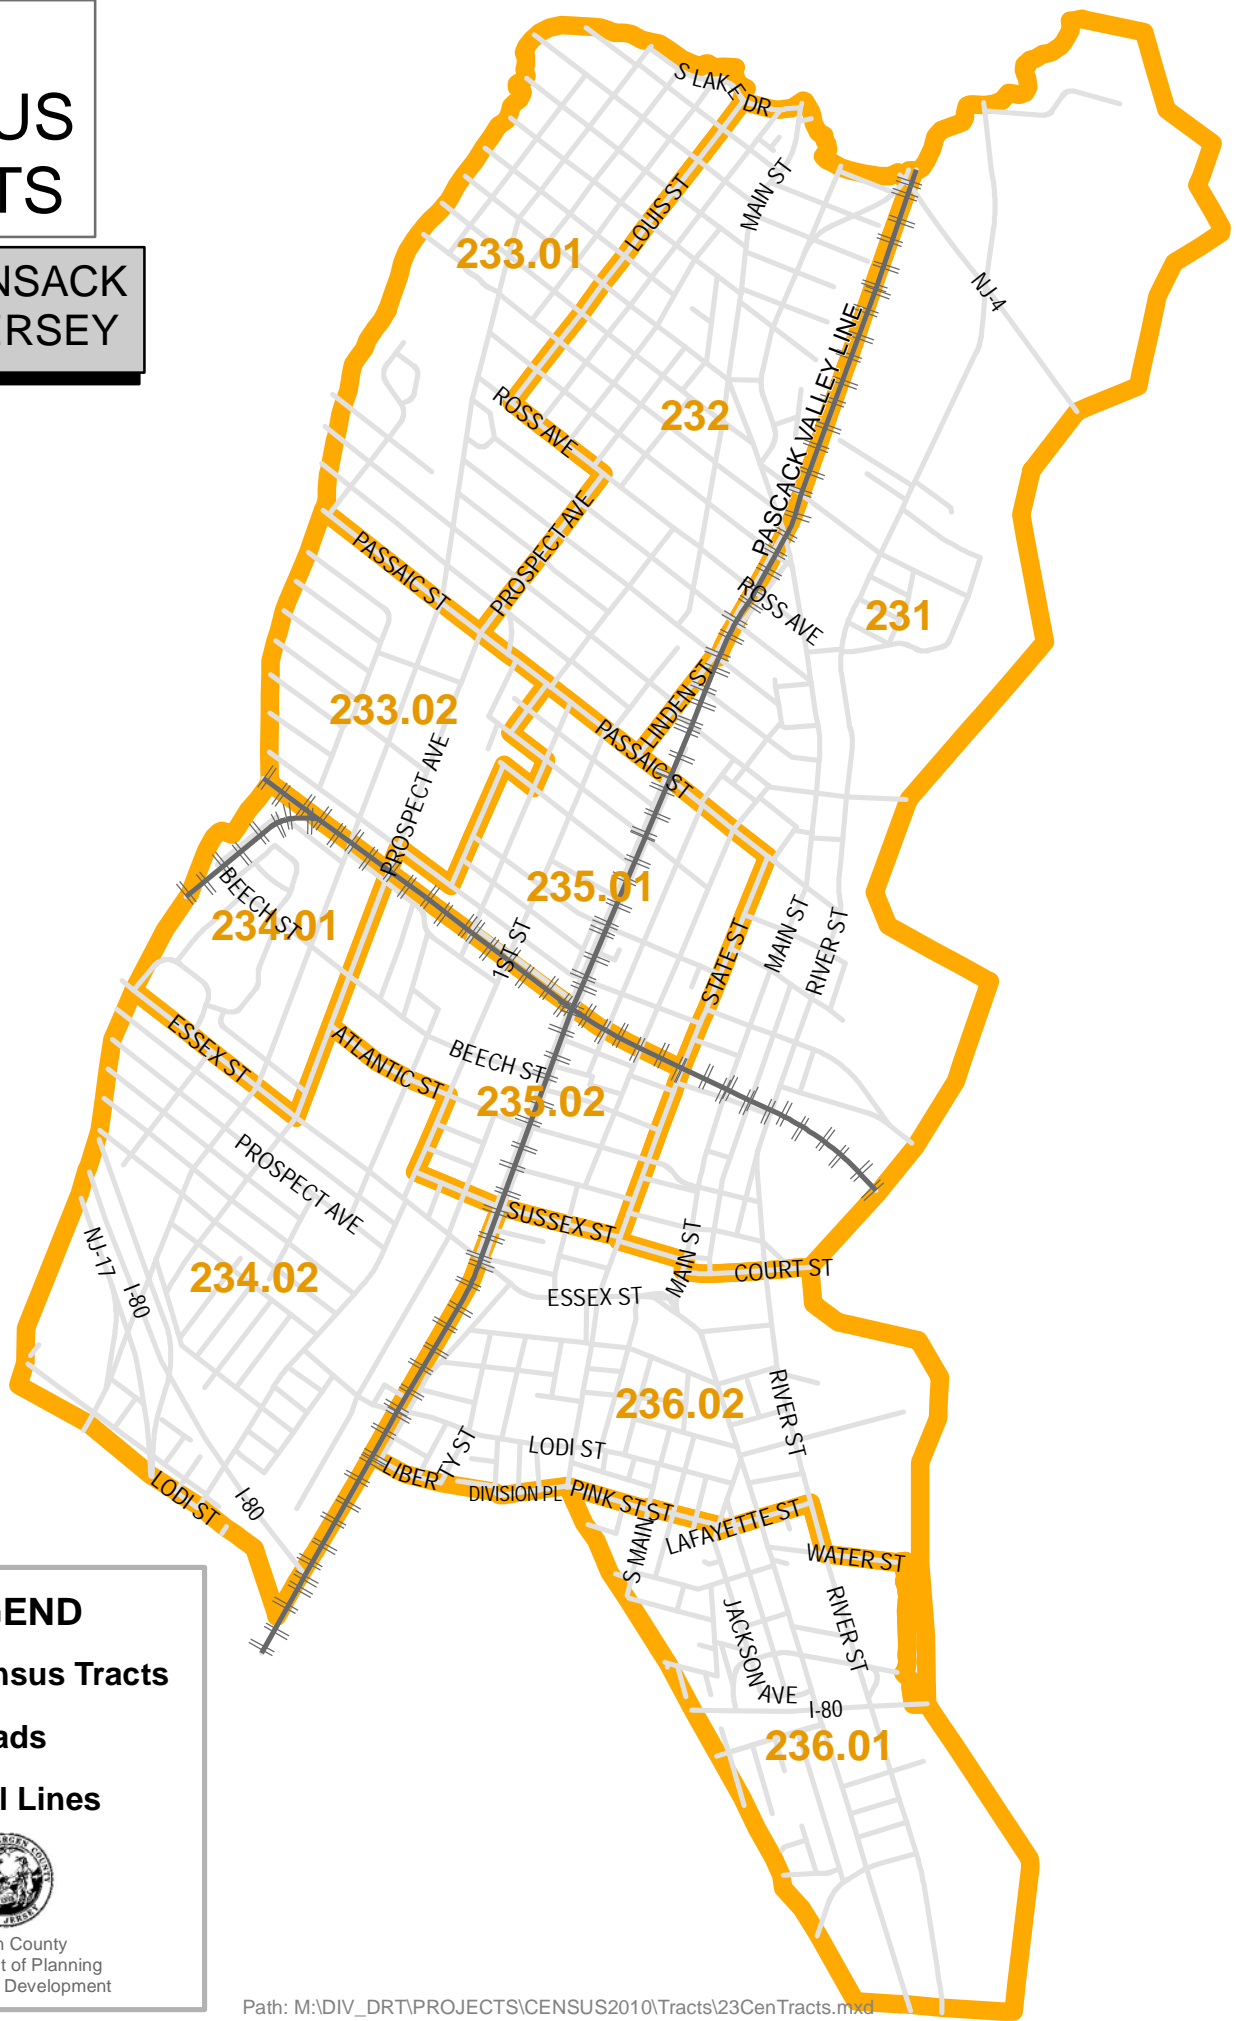 US
TS
NSACK
ERSEY
S LAKE DR
MAIN ST
LOUIS ST
233.01
NJ-4
PASCACK VALLEY LINE
ROSS AVE
232
PROSPECT AVE
PASSAIC ST
ROSS AVE
231
233.02
LINDEN ST
PASSAIC ST
PROSPECT AVE
235.01
BEECH ST
234.01
1ST ST
STATE ST
MAIN ST
RIVER ST
ESSEX ST
ATLANTIC ST
BEECH ST
235.02
PROSPECT AVE
SUSSEX ST
MAIN ST
COURT ST
NJ-17
I-80
234.02
ESSEX ST
236.02
RIVER ST
LIBERTY ST
LODI ST
DIVISION PL
PINK ST
ST
LODI ST
I-80
S MAIN
LAFAYETTE ST
WATER ST
JACKSON AVE
RIVER ST
I-80
236.01
GEND
nsus Tracts
ads
l Lines
n County
t of Planning
Development
Path: M:\DIV_DRT\PROJECTS\CENSUS2010\Tracts\23CenTracts.mxd